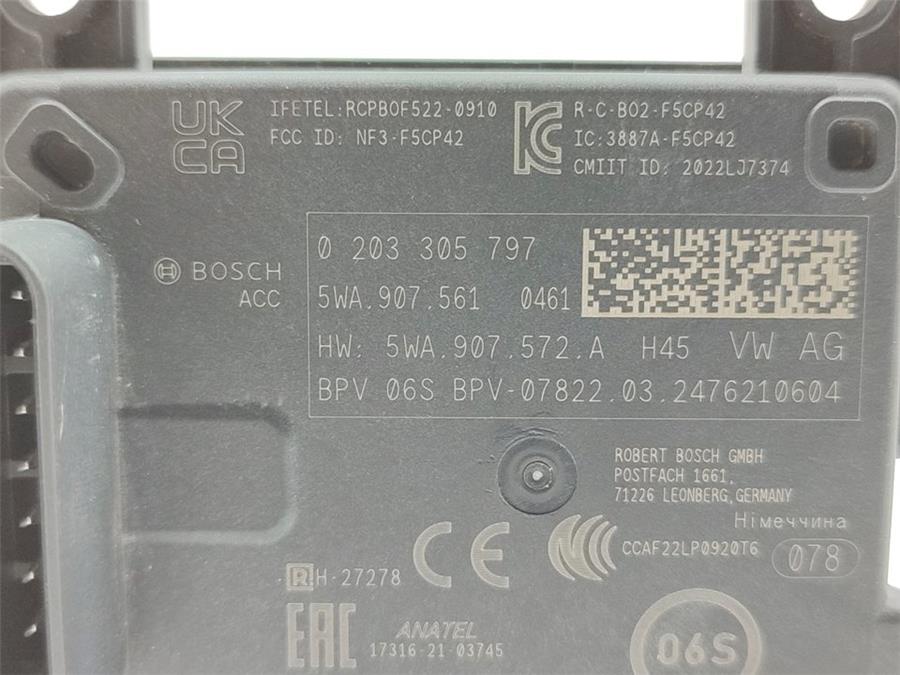 UK
CA
IFETEL:RCPBOF522-0910
FCC ID: NF3-F5CP42
R-C-BO2-F5CP42
IC:3887A-F5CP42
CMIIT ID: 2022LJ7374
BOSCH
ACC
0 203 305 797
5WA.907.561 0461
HW: 5WA.907.572.A H45 VW AG
BPV 06S BPV-07822.03.2476210604
ROBERT BOSCH GMBH
POSTFACH 1661,
71226 LEONBERG,GERMANY
Німеччина
CE
CCAF22LP0920T6
078
R H-27278
EAC
ANATEL
17316-21-03745
06S